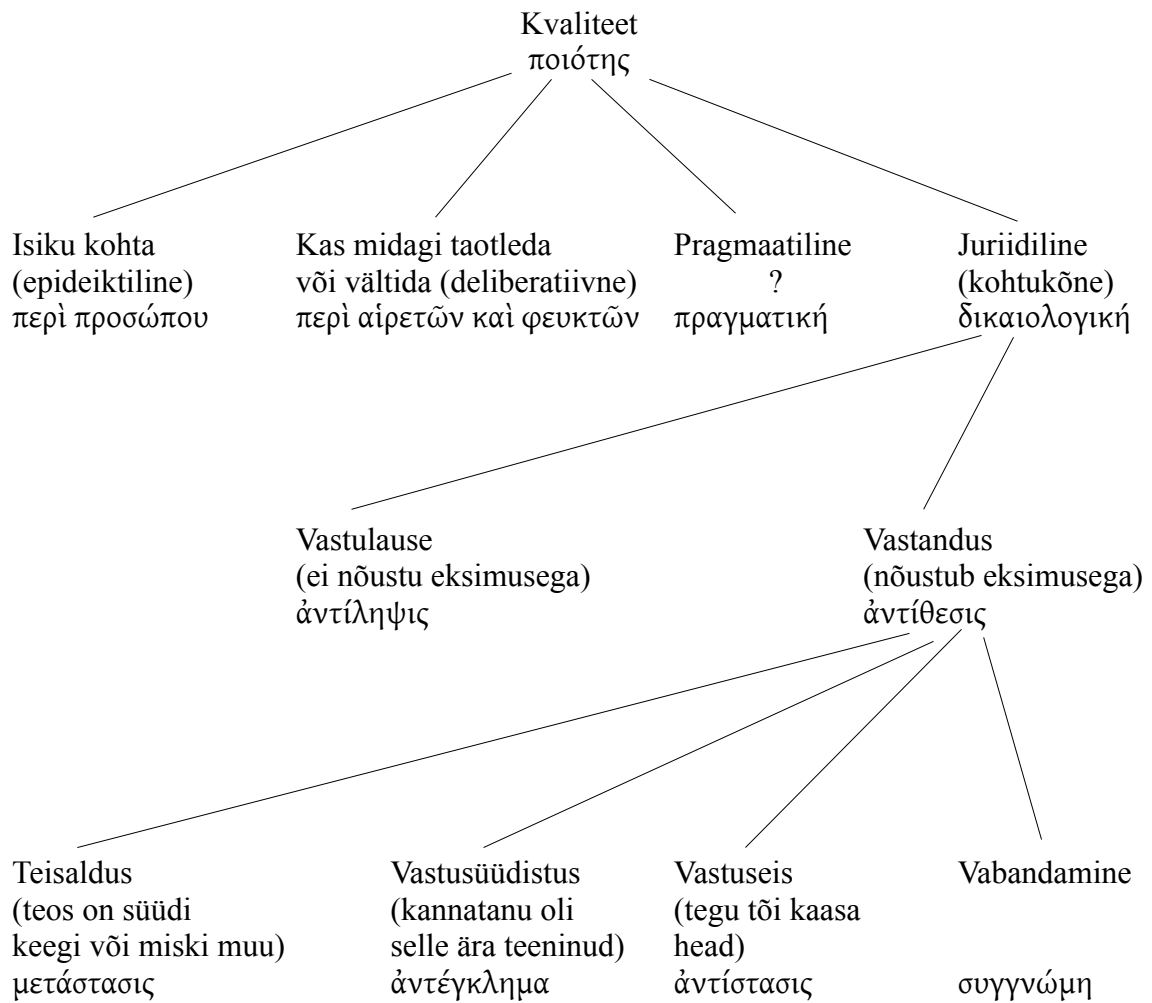 Kvaliteet
ποιότης
Isiku kohta
(epideiktiline)
περὶ προσώπου
Kas midagi taotleda
või vältida (deliberatiivne)
περὶ αἱρετῶν καὶ φευκτῶν
Pragmaatiline
?
πραγματική
Juriidiline
(kohtukõne)
δικαιολογική
Vastulause
(ei nõustu eksimusega)
ἀντίληψις
Vastandus
(nõustub eksimusega)
ἀντίθεσις
Teisaldus
(teos on süüdi
keegi või miski muu)
μετάστασις
Vastusüüdistus
(kannatanu oli
selle ära teeninud)
ἀντέγκλημα
Vastuseis
(tegu tõi kaasa
head)
ἀντίστασις
Vabandamine
συγγνώμη